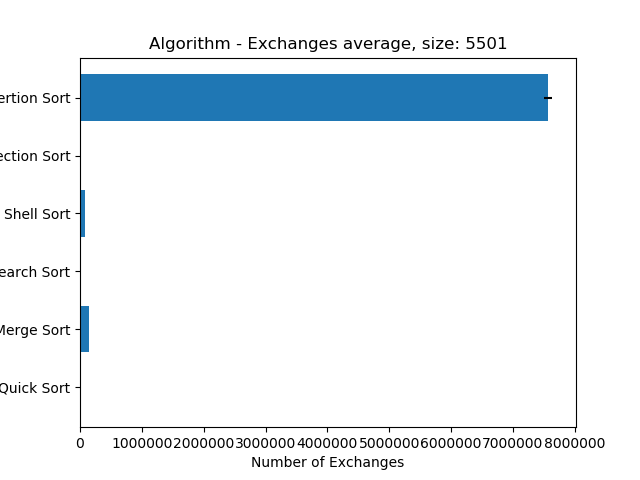 Algorithm - Exchanges average, size: 5501
ertion Sort
ection Sort
Shell Sort
earch Sort
Merge Sort
Quick Sort
0 1000000 2000000 3000000 4000000 5000000 6000000 7000000 8000000
Number of Exchanges